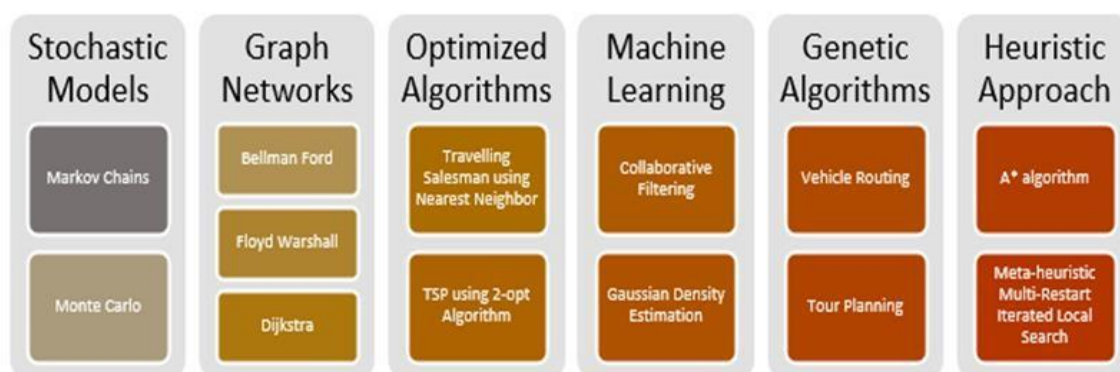 Stochastic
Models
Markov Chains
Monte Carlo
Graph
Networks
Bellman Ford
Floyd Warshall
Dijkstra
Optimized
Algorithms
Travelling
Salesman using
Nearest Neighbor
TSP using 2-opt
Algorithm
Machine
Learning
Collaborative
Filtering
Gaussian Density
Estimation
Genetic
Algorithms
Vehicle Routing
Tour Planning
Heuristic
Approach
A* algorithm
Meta-heuristic
Multi-Restart
Iterated Local
Search